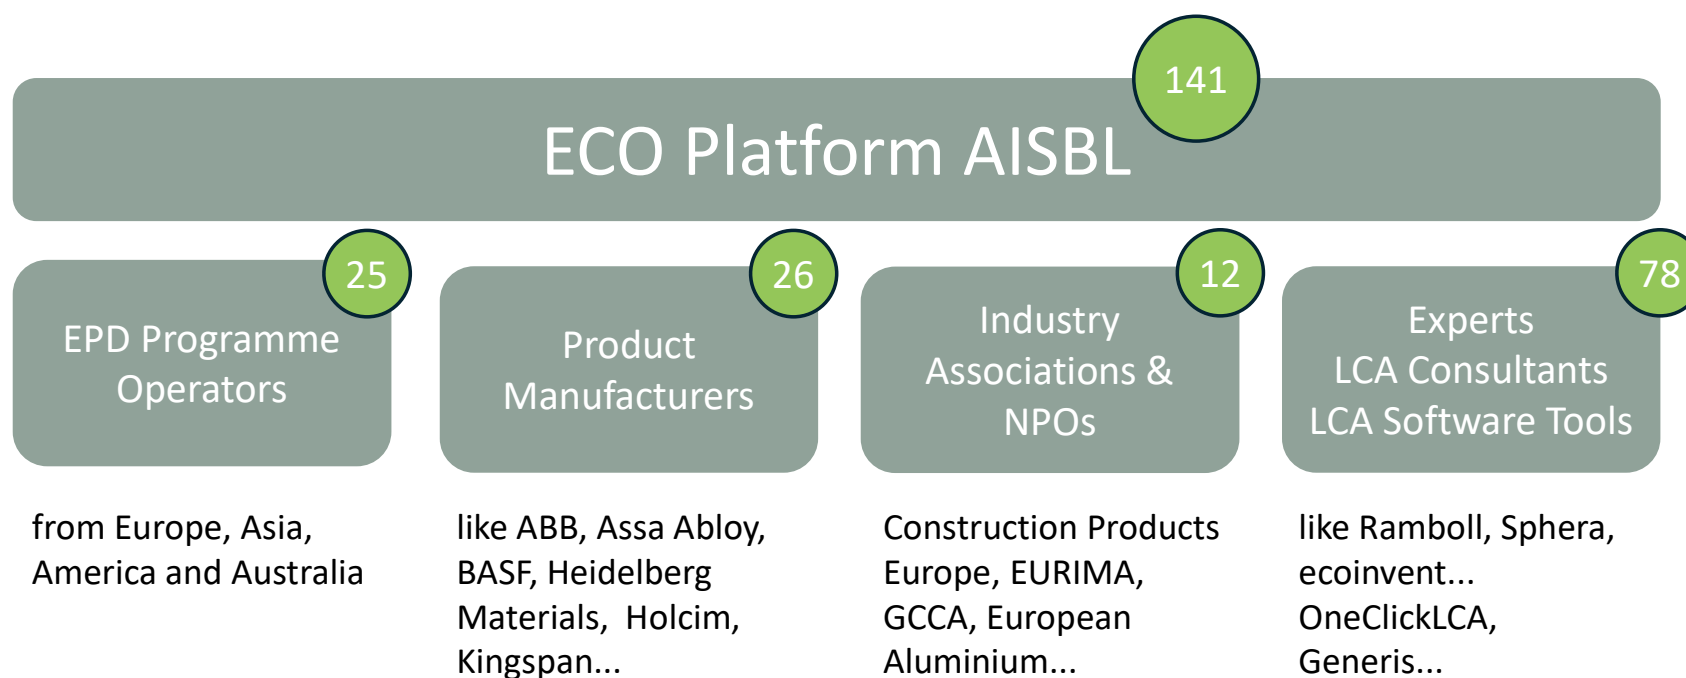 141
ECO Platform AISBL
25
EPD Programme
Operators
from Europe, Asia,
America and Australia
26
Product
Manufacturers
like ABB, Assa Abloy,
BASF, Heidelberg
Materials,  Holcim,
Kingspan...
12
Industry
Associations &
NPOs
Construction Products
Europe, EURIMA,
GCCA, European
Aluminium...
78
Experts
LCA Consultants
LCA Software Tools
like Ramboll, Sphera,
ecoinvent...
OneClickLCA,
Generis...